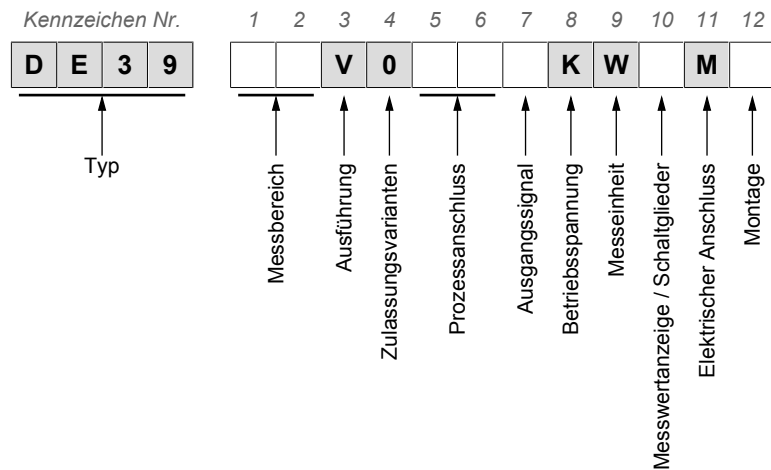 Kennzeichen Nr. 1 2 3 4 5 6 7 8 9 10 11 12
D E 3 9 V 0 K W M
Typ
Messbereich
Ausführung
Zulassungsvarianten
Prozessanschluss
Ausgangssignal
Betriebsspannung
Messeinheit
Messwertanzeige / Schaltglieder
Elektrischer Anschluss
Montage